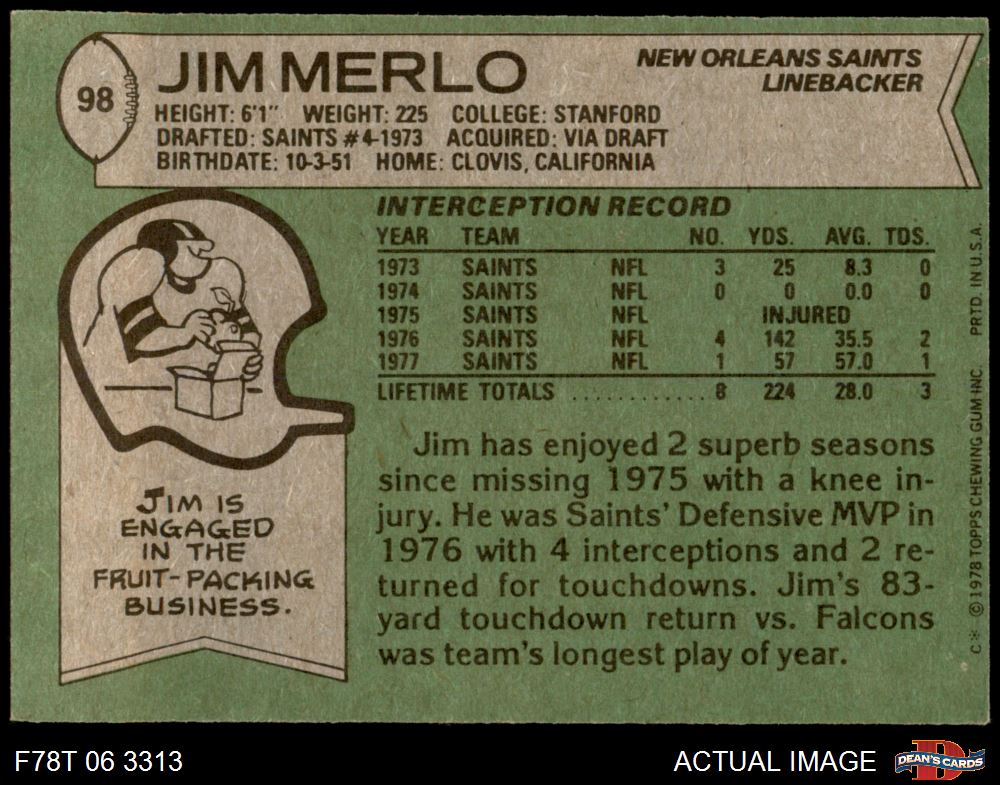 98
JIM MERLO
NEW ORLEANS SAINTS
LINEBACKER
HEIGHT: 6'1" WEIGHT: 225 COLLEGE: STANFORD
DRAFTED: SAINTS #4-1973 ACQUIRED: VIA DRAFT
BIRTHDATE: 10-3-51 HOME: CLOVIS, CALIFORNIA
INTERCEPTION RECORD
YEAR TEAM NO. YDS. AVG. TDS.
1973 SAINTS NFL 3 25 8.3 0
1974 SAINTS NFL 0 0 0.0 0
1975 SAINTS NFL INJURED
1976 SAINTS NFL 4 142 35.5 2
1977 SAINTS NFL 1 57 57.0 1
LIFETIME TOTALS ............ 8 224 28.0 3
Jim has enjoyed 2 superb seasons
since missing 1975 with a knee in-
jury. He was Saints' Defensive MVP in
1976 with 4 interceptions and 2 re-
turned for touchdowns. Jim's 83-
yard touchdown return vs. Falcons
was team's longest play of year.
JIM IS
ENGAGED
IN THE
FRUIT-PACKING
BUSINESS.
C* © 1978 TOPPS CHEWING GUM INC. PRTD. IN U.S.A.
F78T 06 3313
ACTUAL IMAGE
DEAN'S CARDS